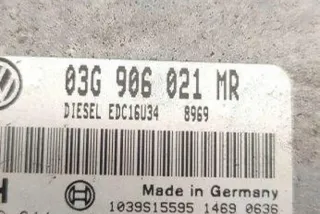 03G 906 021 MR
DIESEL EDC16U34 8969
H
Made in Germany
1039S15595 1469 0636